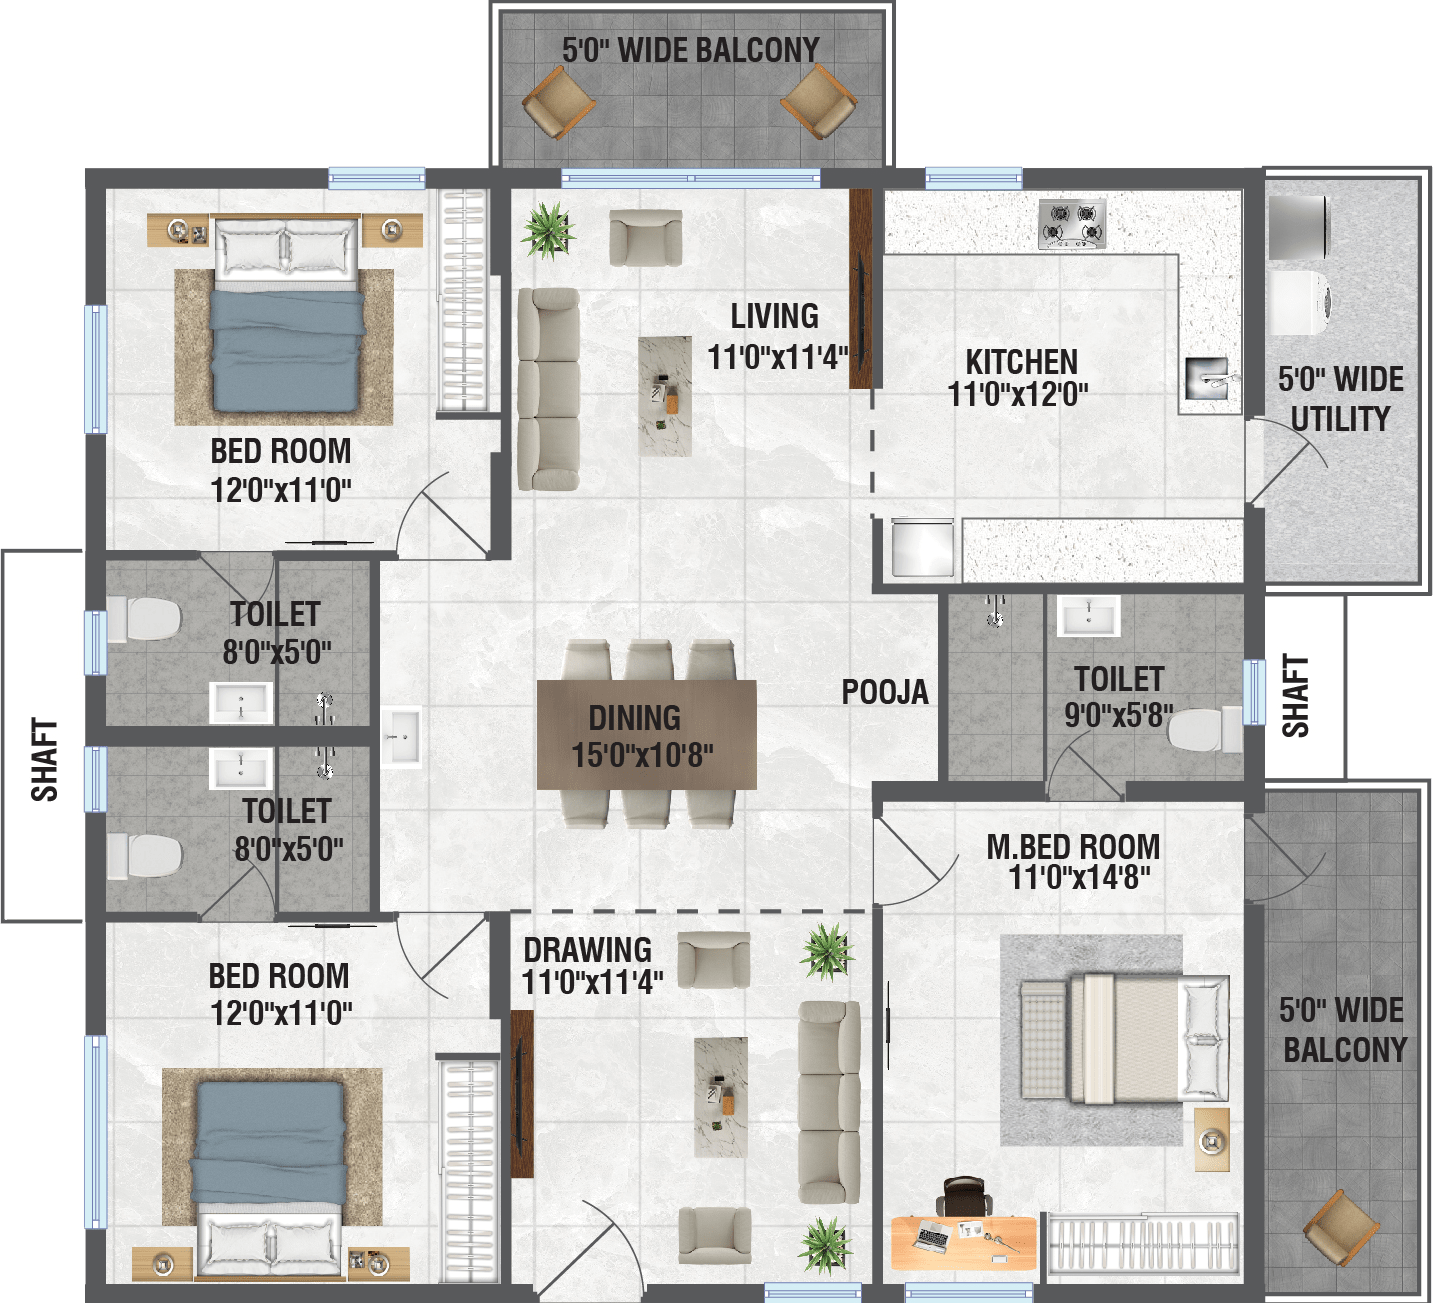 5'0" WIDE BALCONY
LIVING
11'0"x11'4"
KITCHEN
11'0"x12'0"
5'0" WIDE
UTILITY
BED ROOM
12'0"x11'0"
TOILET
8'0"x5'0"
SHAFT
DINING
15'0"x10'8"
POOJA
TOILET
9'0"x5'8"
SHAFT
TOILET
8'0"x5'0"
M.BED ROOM
11'0"x14'8"
BED ROOM
12'0"x11'0"
DRAWING
11'0"x11'4"
5'0" WIDE
BALCONY